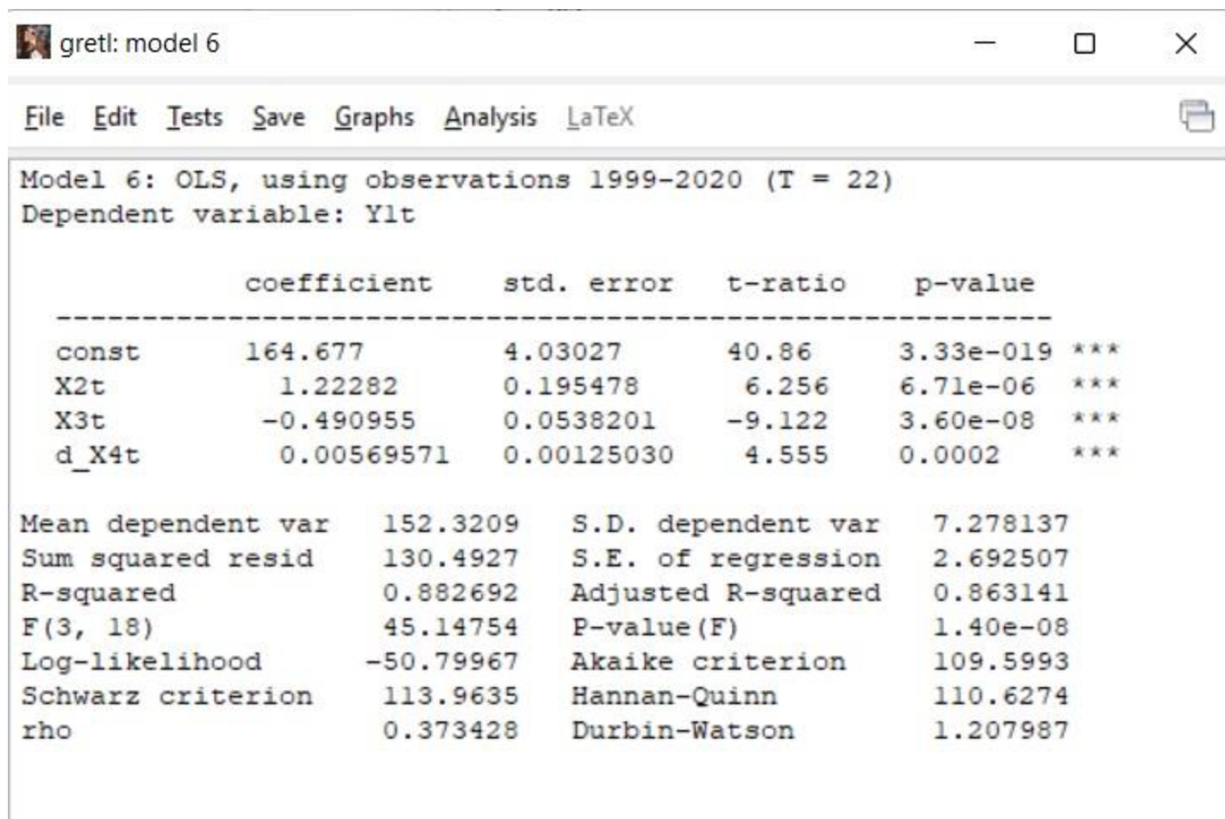 gretl: model 6
File Edit Tests Save Graphs Analysis LaTeX
Model 6: OLS, using observations 1999-2020 (T = 22)
Dependent variable: Y1t
coefficient std. error t-ratio p-value
---------------------------------------------------------
const 164.677 4.03027 40.86 3.33e-019 ***
X2t 1.22282 0.195478 6.256 6.71e-06 ***
X3t -0.490955 0.0538201 -9.122 3.60e-08 ***
d_X4t 0.00569571 0.00125030 4.555 0.0002 ***
Mean dependent var 152.3209 S.D. dependent var 7.278137
Sum squared resid 130.4927 S.E. of regression 2.692507
R-squared 0.882692 Adjusted R-squared 0.863141
F(3, 18) 45.14754 P-value(F) 1.40e-08
Log-likelihood -50.79967 Akaike criterion 109.5993
Schwarz criterion 113.9635 Hannan-Quinn 110.6274
rho 0.373428 Durbin-Watson 1.207987